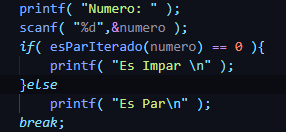 printf( "Numero: " );
scanf( "%d",&numero );
if( esParIterado(numero) == 0 ){
printf( "Es Impar \n" );
}else
printf( "Es Par\n" );
break;